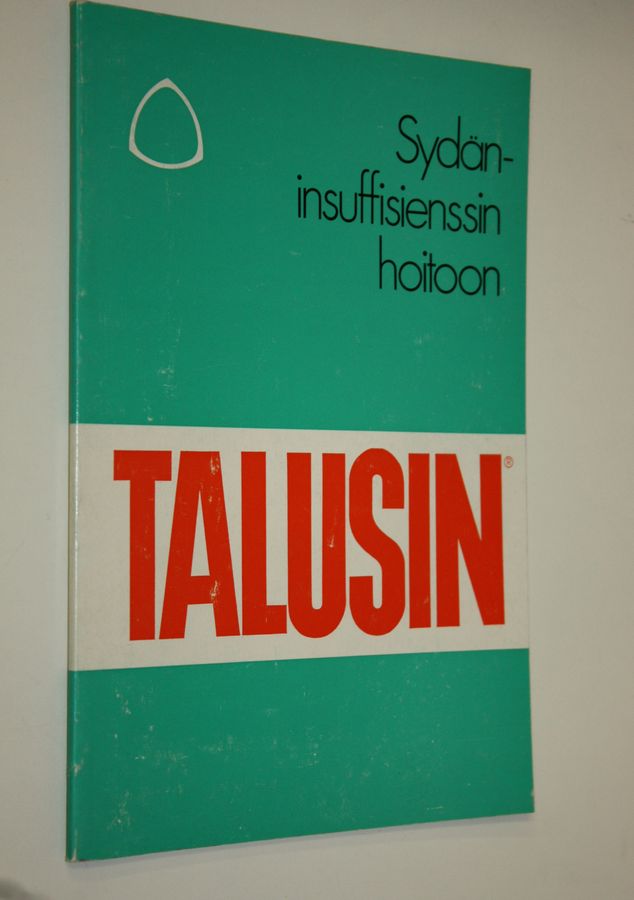 Sydän-
insuffisienssin
hoitoon
TALUSIN®